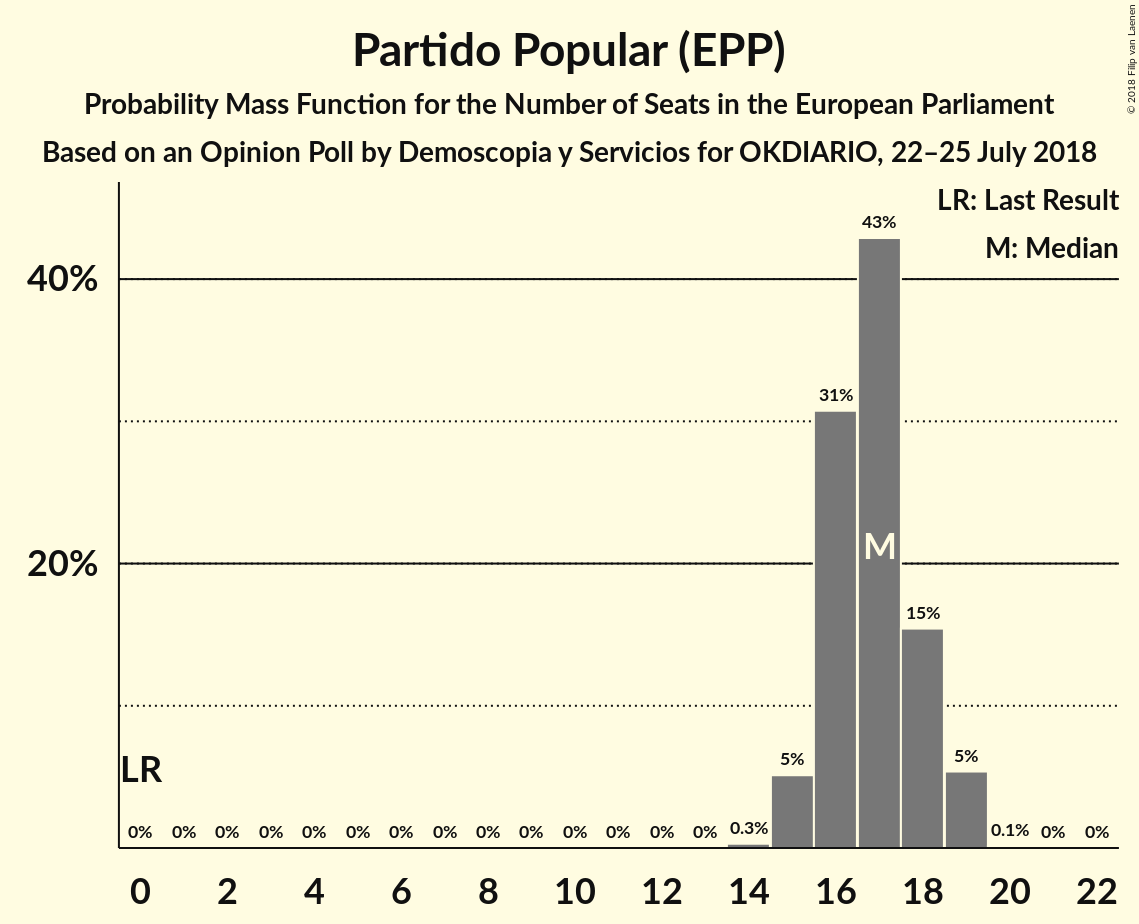 Partido Popular (EPP)
Probability Mass Function for the Number of Seats in the European Parliament
Based on an Opinion Poll by Demoscopia y Servicios for OKDIARIO, 22–25 July 2018
© 2018 Filip van Laenen
LR: Last Result
M: Median
40%
20%
43%
31%
M
15%
LR
5%
5%
0% 0% 0% 0% 0% 0% 0% 0% 0% 0% 0% 0% 0% 0% 0.3% 0.1% 0% 0%
0 2 4 6 8 10 12 14 16 18 20 22